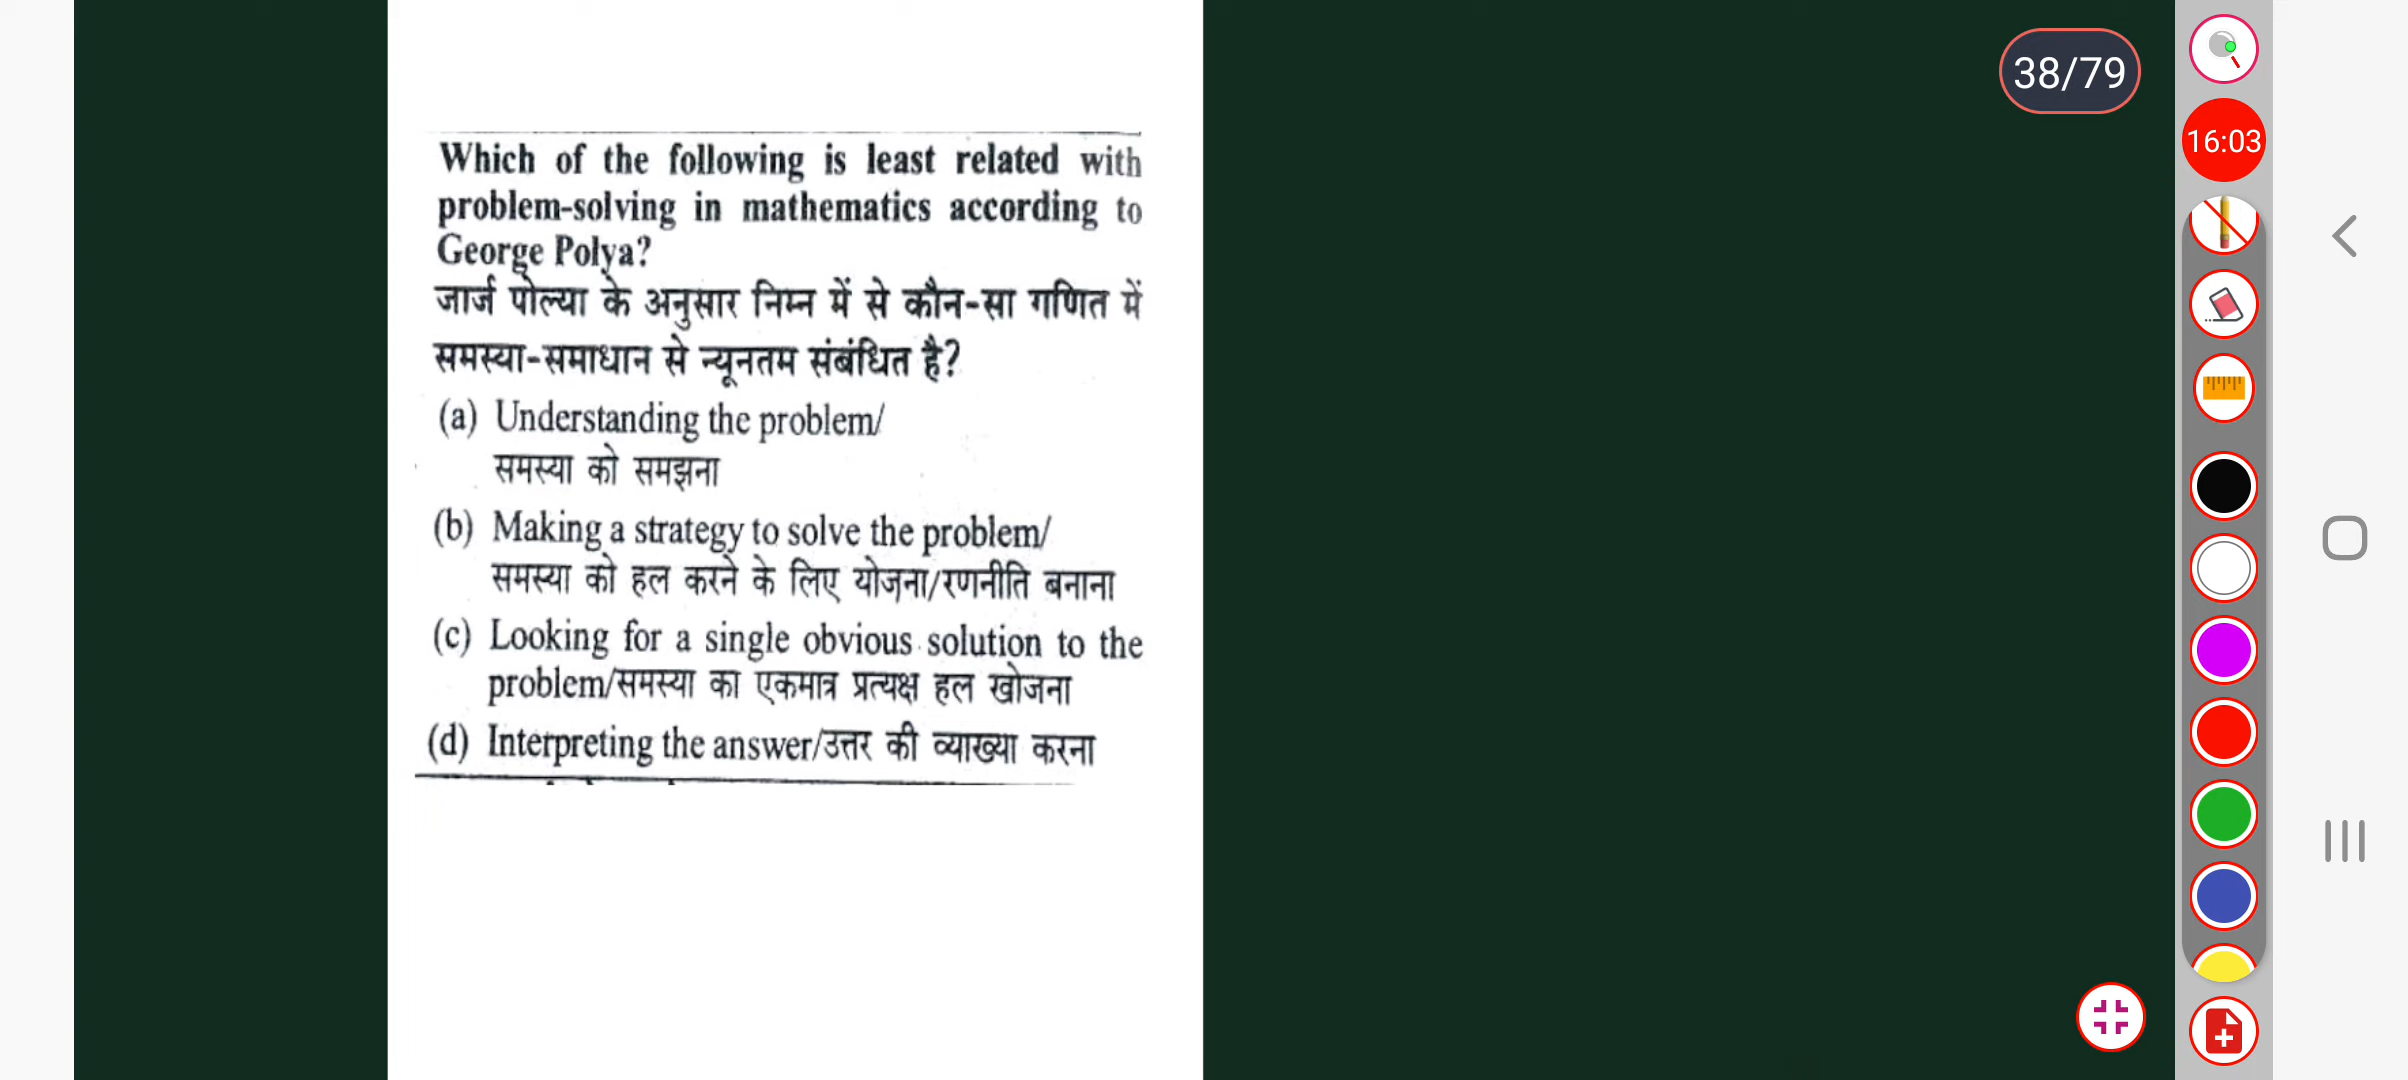 38/79
16:03
Which of the following is least related with
problem-solving in mathematics according to
George Polya?
जार्ज पोल्या के अनुसार निम्न में से कौन-सा गणित में
समस्या-समाधान से न्यूनतम संबंधित है?
(a) Understanding the problem/
समस्या को समझना
(b) Making a strategy to solve the problem/
समस्या को हल करने के लिए योजना/रणनीति बनाना
(c) Looking for a single obvious solution to the
problem/समस्या का एकमात्र प्रत्यक्ष हल खोजना
(d) Interpreting the answer/उत्तर की व्याख्या करना